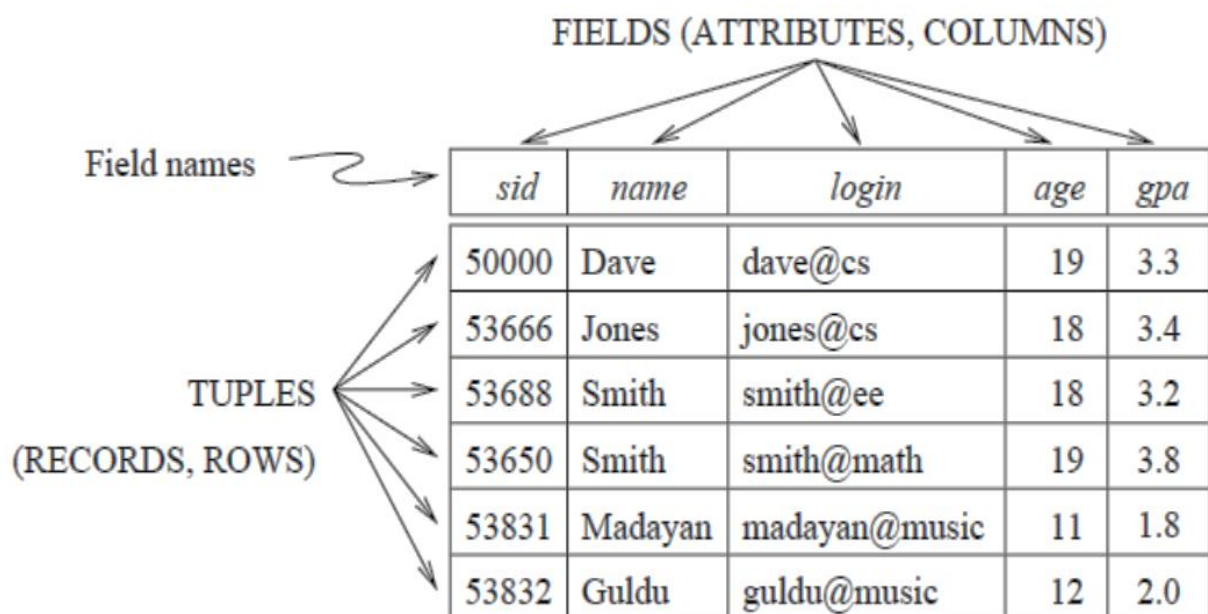 FIELDS (ATTRIBUTES, COLUMNS)
Field names
sid name login age gpa
50000 Dave dave@cs 19 3.3
53666 Jones jones@cs 18 3.4
TUPLES
53688 Smith smith@ee 18 3.2
(RECORDS, ROWS)
53650 Smith smith@math 19 3.8
53831 Madayan madayan@music 11 1.8
53832 Guldu guldu@music 12 2.0